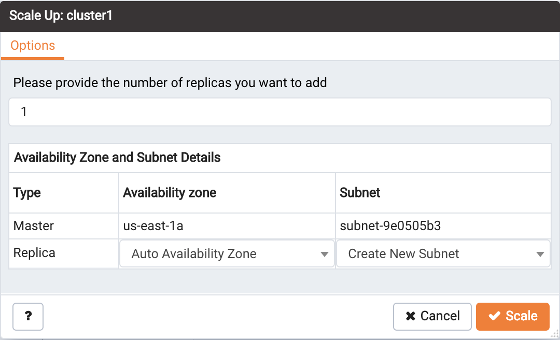 Scale Up: cluster1
Options
Please provide the number of replicas you want to add
1
Availability Zone and Subnet Details
Type Availability zone Subnet
Master us-east-1a subnet-9e0505b3
Replica Auto Availability Zone Create New Subnet
? Cancel Scale